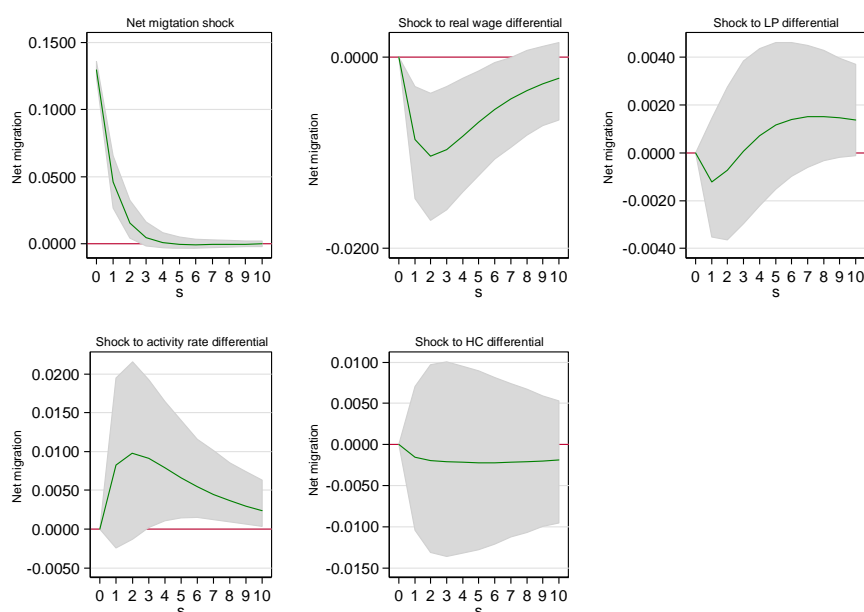 Net migtation shock
Net migration
0.1500
0.1000
0.0500
0.0000
0 1 2 3 4 5 6 7 8 9 10
s
Shock to real wage differential
Net migration
0.0000
-0.0200
0 1 2 3 4 5 6 7 8 9 10
s
Shock to LP differential
Net migration
0.0040
0.0020
0.0000
-0.0020
-0.0040
0 1 2 3 4 5 6 7 8 9 10
s
Shock to activity rate differential
Net migration
0.0200
0.0150
0.0100
0.0050
0.0000
-0.0050
0 1 2 3 4 5 6 7 8 9 10
s
Shock to HC differential
Net migration
0.0100
0.0050
0.0000
-0.0050
-0.0100
-0.0150
0 1 2 3 4 5 6 7 8 9 10
s